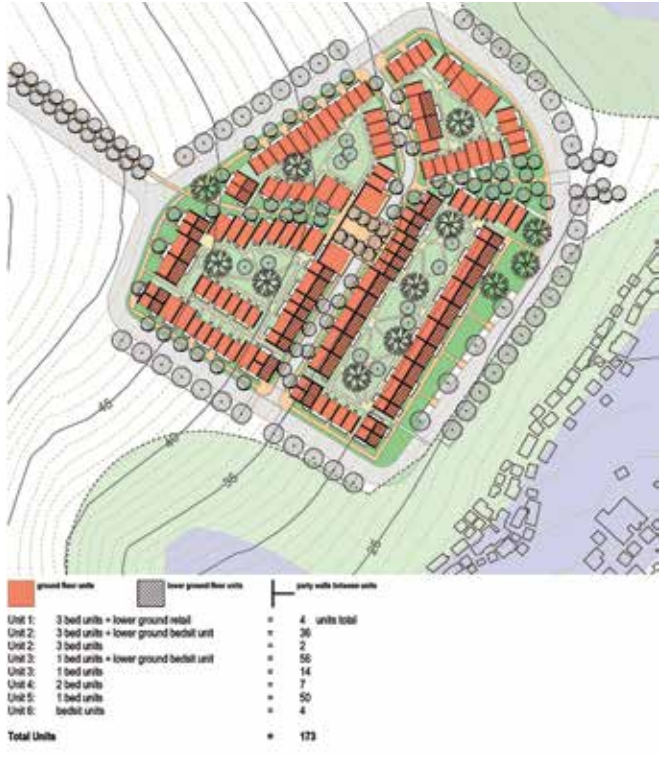 45
40
35
25
ground floor units lower ground floor units party walls between units
Unit 1: 3 bed units + lower ground retail = 4 units total
Unit 2: 3 bed units + lower ground bedsit unit = 36
Unit 2: 3 bed units = 2
Unit 3: 1 bed units + lower ground bedsit unit = 56
Unit 3: 1 bed units = 14
Unit 4: 2 bed units = 7
Unit 5: 1 bed units = 50
Unit 6: bedsit units = 4
Total Units = 173